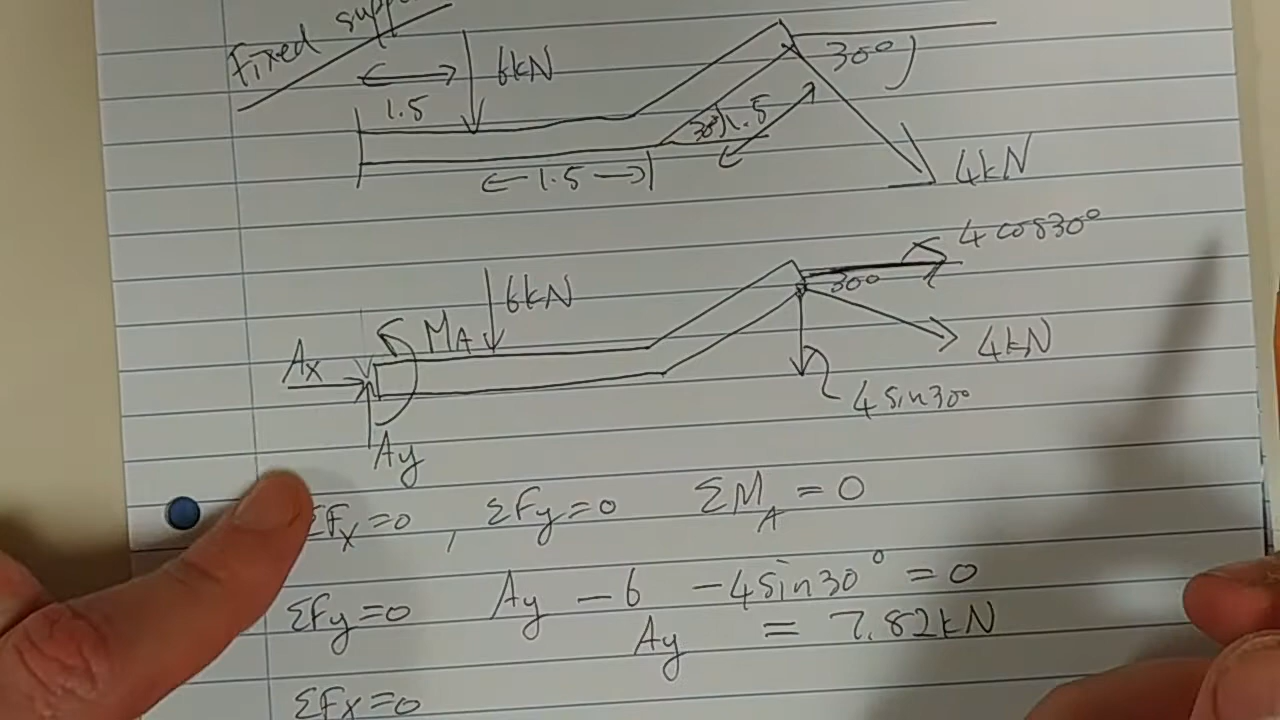 Fixed supp
6kN
30°
1.5
30° 1.5
1.5
4kN
4 cos30°
6kN
30°
MA
Ax
4kN
4 sin30°
Ay
ΣFx=0 , ΣFy=0 ΣMA = 0
ΣFy=0 Ay - 6 - 4sin30° = 0
Ay = 7.82kN
ΣFx=0